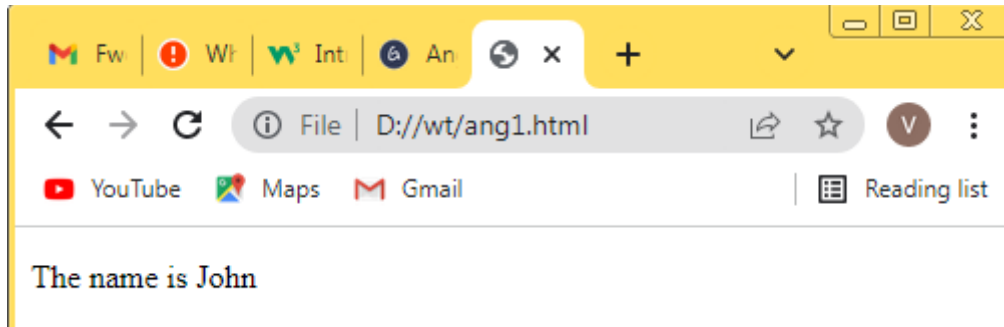 Fw Wh Int An
File D://wt/ang1.html V
YouTube Maps Gmail Reading list
The name is John